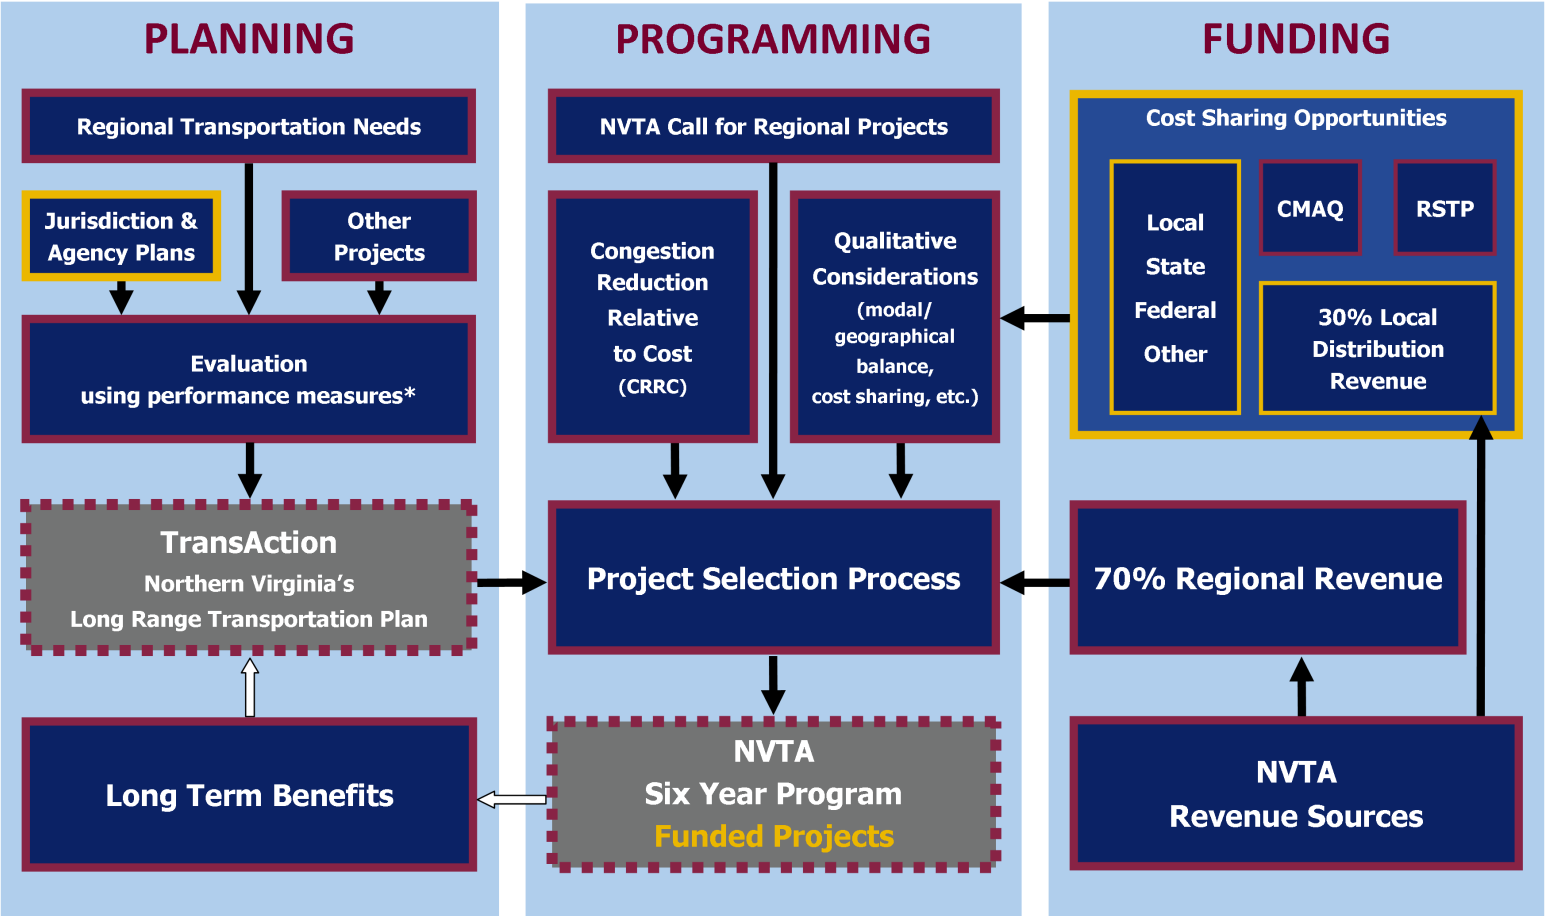 PLANNING
Regional Transportation Needs
Jurisdiction &
Agency Plans
Other
Projects
Evaluation
using performance measures*
TransAction
Northern Virginia’s
Long Range Transportation Plan
Long Term Benefits
PROGRAMMING
NVTA Call for Regional Projects
Congestion
Reduction
Relative
to Cost
(CRRC)
Qualitative
Considerations
(modal/
geographical
balance,
cost sharing, etc.)
Project Selection Process
NVTA
Six Year Program
Funded Projects
FUNDING
Cost Sharing Opportunities
Local
State
Federal
Other
CMAQ
RSTP
30% Local
Distribution
Revenue
70% Regional Revenue
NVTA
Revenue Sources